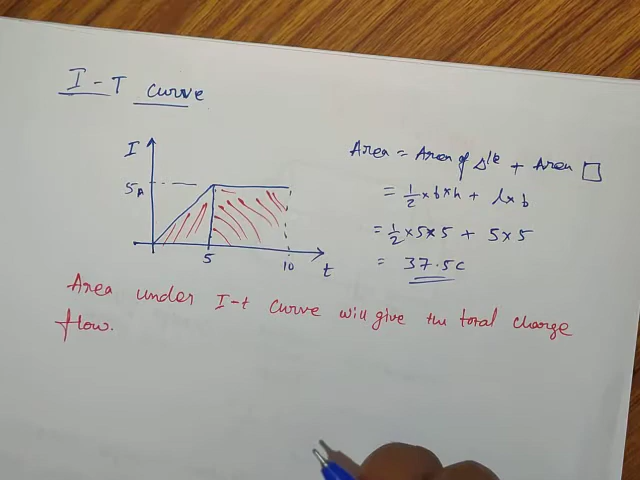 I-T curve
I
5A
5
10
t
Area = Area of Δle + Area □
= 1/2 × b × h + l × b
= 1/2 × 5 × 5 + 5 × 5
= 37.5C
Area under I-t curve will give the total charge
flow.